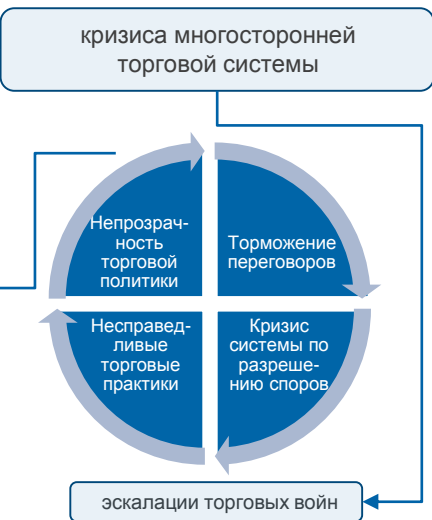 кризиса многосторонней
торговой системы
Непрозрач-
ность
торговой
политики
Торможение
переговоров
Несправед-
ливые
торговые
практики
Кризис
системы по
разреше-
нию споров
эскалации торговых войн